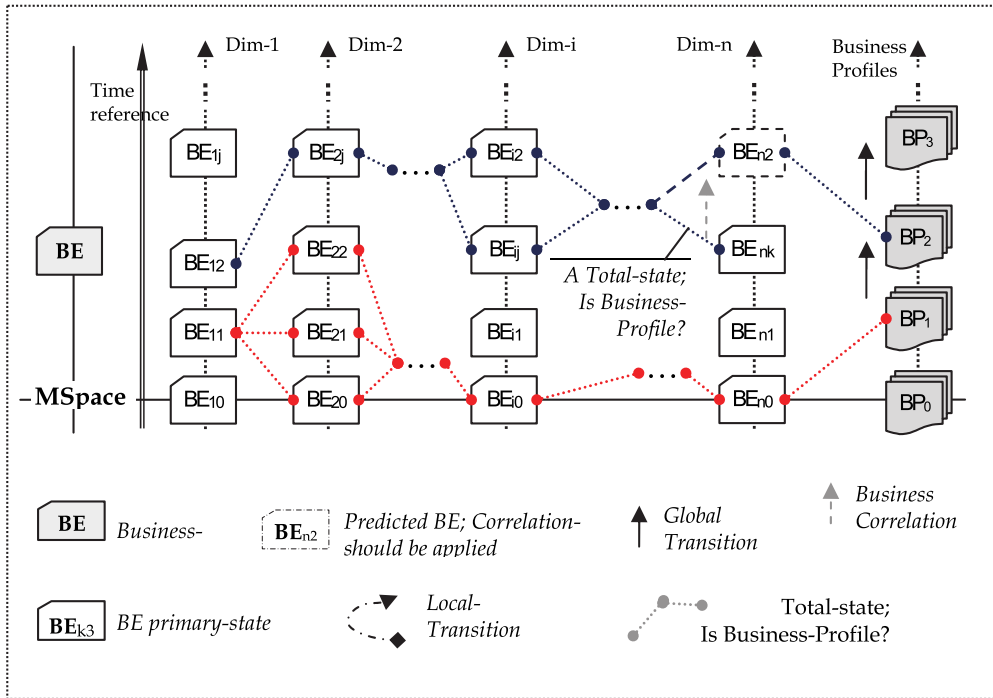 Dim-1 Dim-2 Dim-i Dim-n Business
Profiles
Time
reference
BE1j BE2j BEi2 BEn2 BP3
BE
BE12 BE22 BEij BEnk BP2
A Total-state;
Is Business-
Profile?
BE11 BE21 BEi1 BEn1 BP1
MSpace BE10 BE20 BEi0 BEn0 BP0
BE Business-
BEn2 Predicted BE; Correlation-
should be applied
Global
Transition
Business
Correlation
BEk3 BE primary-state
Local-
Transition
Total-state;
Is Business-Profile?